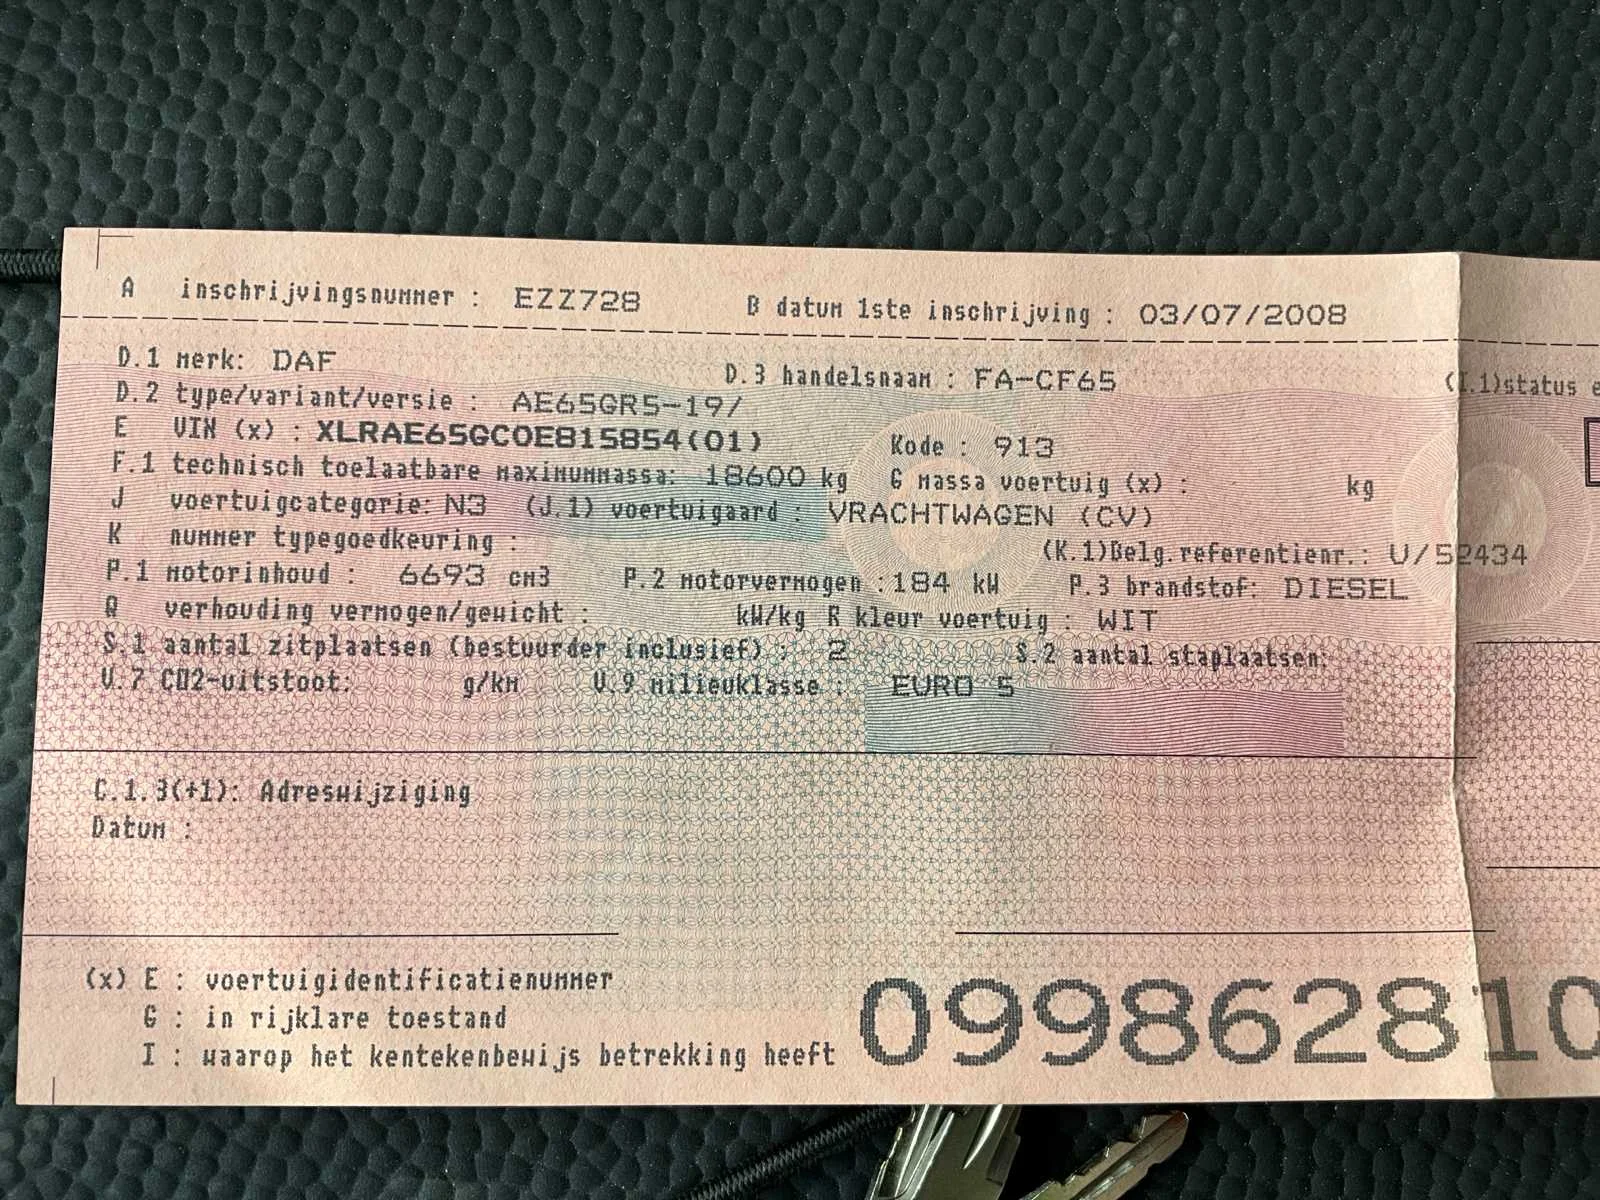 A inschrijvingsnummer : EZZ728 B datum 1ste inschrijving : 03/07/2008
D.1 merk: DAF D.3 handelsnaam : FA-CF65 (I.1)status
D.2 type/variant/versie : AE65GR5-19/
E VIN (x) : XLRAE65GC0E815854(01) Kode : 913
F.1 technisch toelaatbare maximummassa: 18600 kg G massa voertuig (x) : kg
J voertuigcategorie: N3 (J.1) voertuigaard : VRACHTWAGEN (CV)
K nummer typegoedkeuring : (K.1)Belg.referentienr.: U/52434
P.1 motorinhoud : 6693 cm3 P.2 motorvermogen :184 kW P.3 brandstof: DIESEL
Q verhouding vermogen/gewicht : kW/kg R kleur voertuig : WIT
S.1 aantal zitplaatsen (bestuurder inclusief) : 2 S.2 aantal staplaatsen:
V.7 CO2-uitstoot: g/km V.9 milieuklasse : EURO 5
C.1.3(+1): Adreswijziging
Datum :
(x) E : voertuigidentificatienummer
G : in rijklare toestand
I : waarop het kentekenbewijs betrekking heeft
099862810